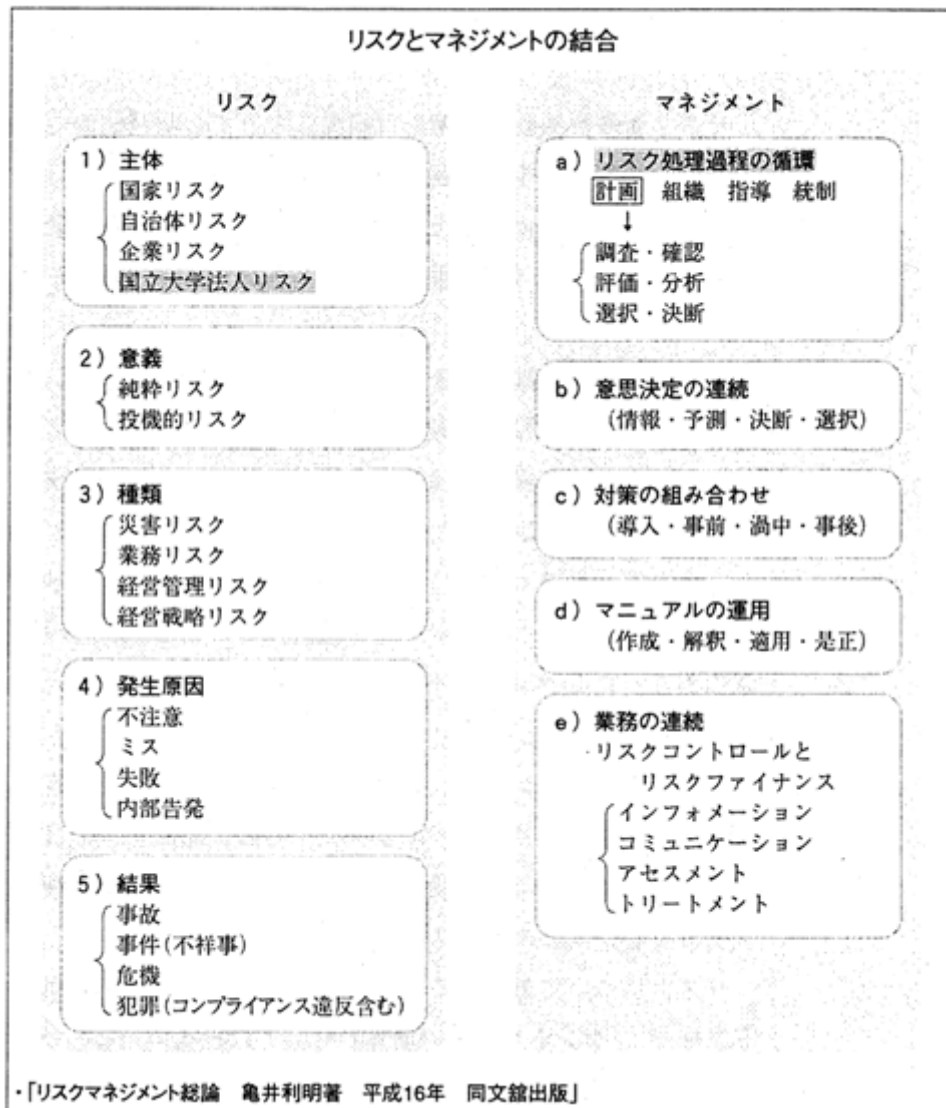 リスクとマネジメントの結合
リスク
1）主体
国家リスク
自治体リスク
企業リスク
国立大学法人リスク
2）意義
純粋リスク
投機的リスク
3）種類
災害リスク
業務リスク
経営管理リスク
経営戦略リスク
4）発生原因
不注意
ミス
失敗
内部告発
5）結果
事故
事件（不祥事）
危機
犯罪（コンプライアンス違反含む）
マネジメント
a）リスク処理過程の循環
計画 組織 指導 統制
↓
調査・確認
評価・分析
選択・決断
b）意思決定の連続
（情報・予測・決断・選択）
c）対策の組み合わせ
（導入・事前・渦中・事後）
d）マニュアルの運用
（作成・解釈・適用・是正）
e）業務の連続
・リスクコントロールと
リスクファイナンス
インフォメーション
コミュニケーション
アセスメント
トリートメント
・「リスクマネジメント総論 亀井利明著 平成16年 同文舘出版」